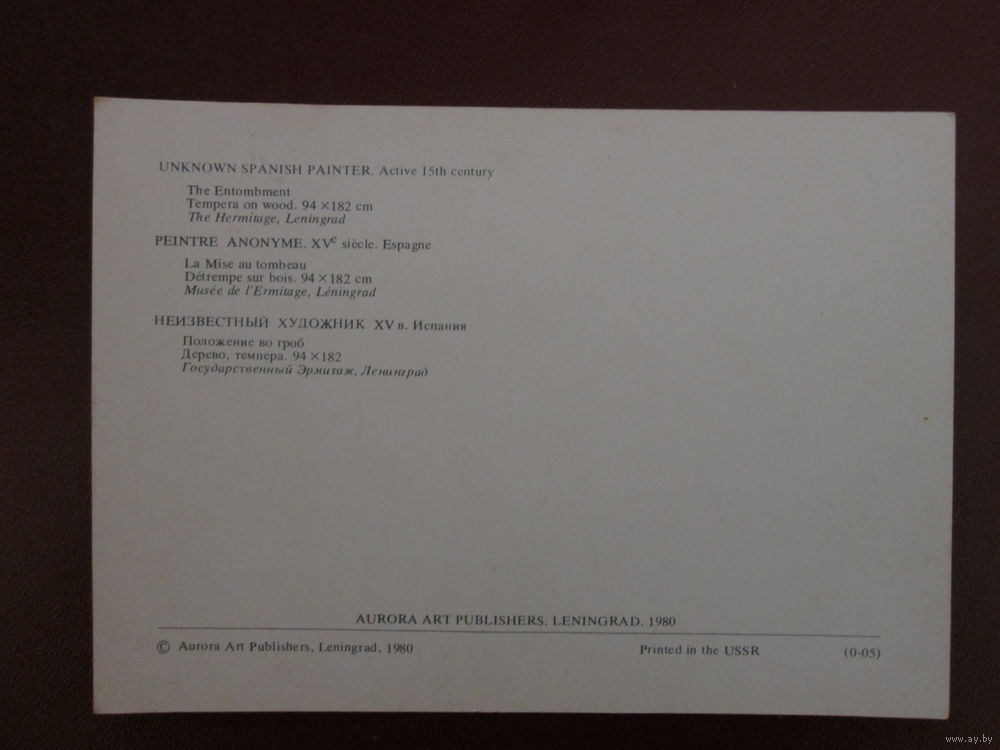 UNKNOWN SPANISH PAINTER. Active 15th century
The Entombment
Tempera on wood. 94 × 182 cm
The Hermitage, Leningrad
PEINTRE ANONYME. XVe siècle. Espagne
La Mise au tombeau
Détrempe sur bois. 94 × 182 cm
Musée de l'Ermitage, Léningrad
НЕИЗВЕСТНЫЙ ХУДОЖНИК XV в. Испания
Положение во гроб
Дерево, темпера. 94 × 182
Государственный Эрмитаж, Ленинград
AURORA ART PUBLISHERS. LENINGRAD. 1980
© Aurora Art Publishers, Leningrad, 1980 Printed in the USSR (0-05)
www.ay.by